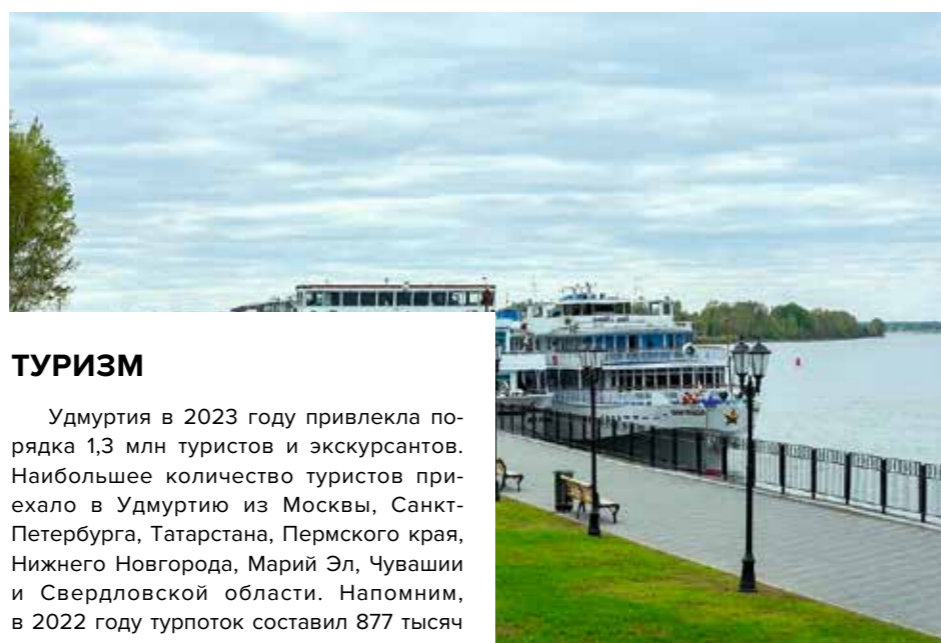 ТУРИЗМ
Удмуртия в 2023 году привлекла по-
рядка 1,3 млн туристов и экскурсантов.
Наибольшее количество туристов при-
ехало в Удмуртию из Москвы, Санкт-
Петербурга, Татарстана, Пермского края,
Нижнего Новгорода, Марий Эл, Чувашии
и Свердловской области. Напомним,
в 2022 году турпоток составил 877 тысяч